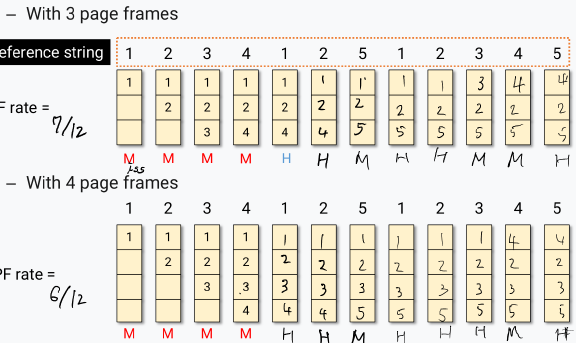 – With 3 page frames
eference string 1 2 3 4 1 2 5 1 2 3 4 5
1 1 1 1 1 1 1 1 1 3 4 4
F rate = 2 2 2 2 2 2 2 2 2 2 2
7/12 3 4 4 4 5 5 5 5 5 5
M M M M H H M H H M M H
iss
– With 4 page frames
1 2 3 4 1 2 5 1 2 3 4 5
1 1 1 1 1 1 1 1 1 1 4 4
2 2 2 2 2 2 2 2 2 2 2
PF rate = 3 3 3 3 3 3 3 3 3 3
6/12 4 4 4 5 5 5 5 5 5
M M M M H H M H H H M H